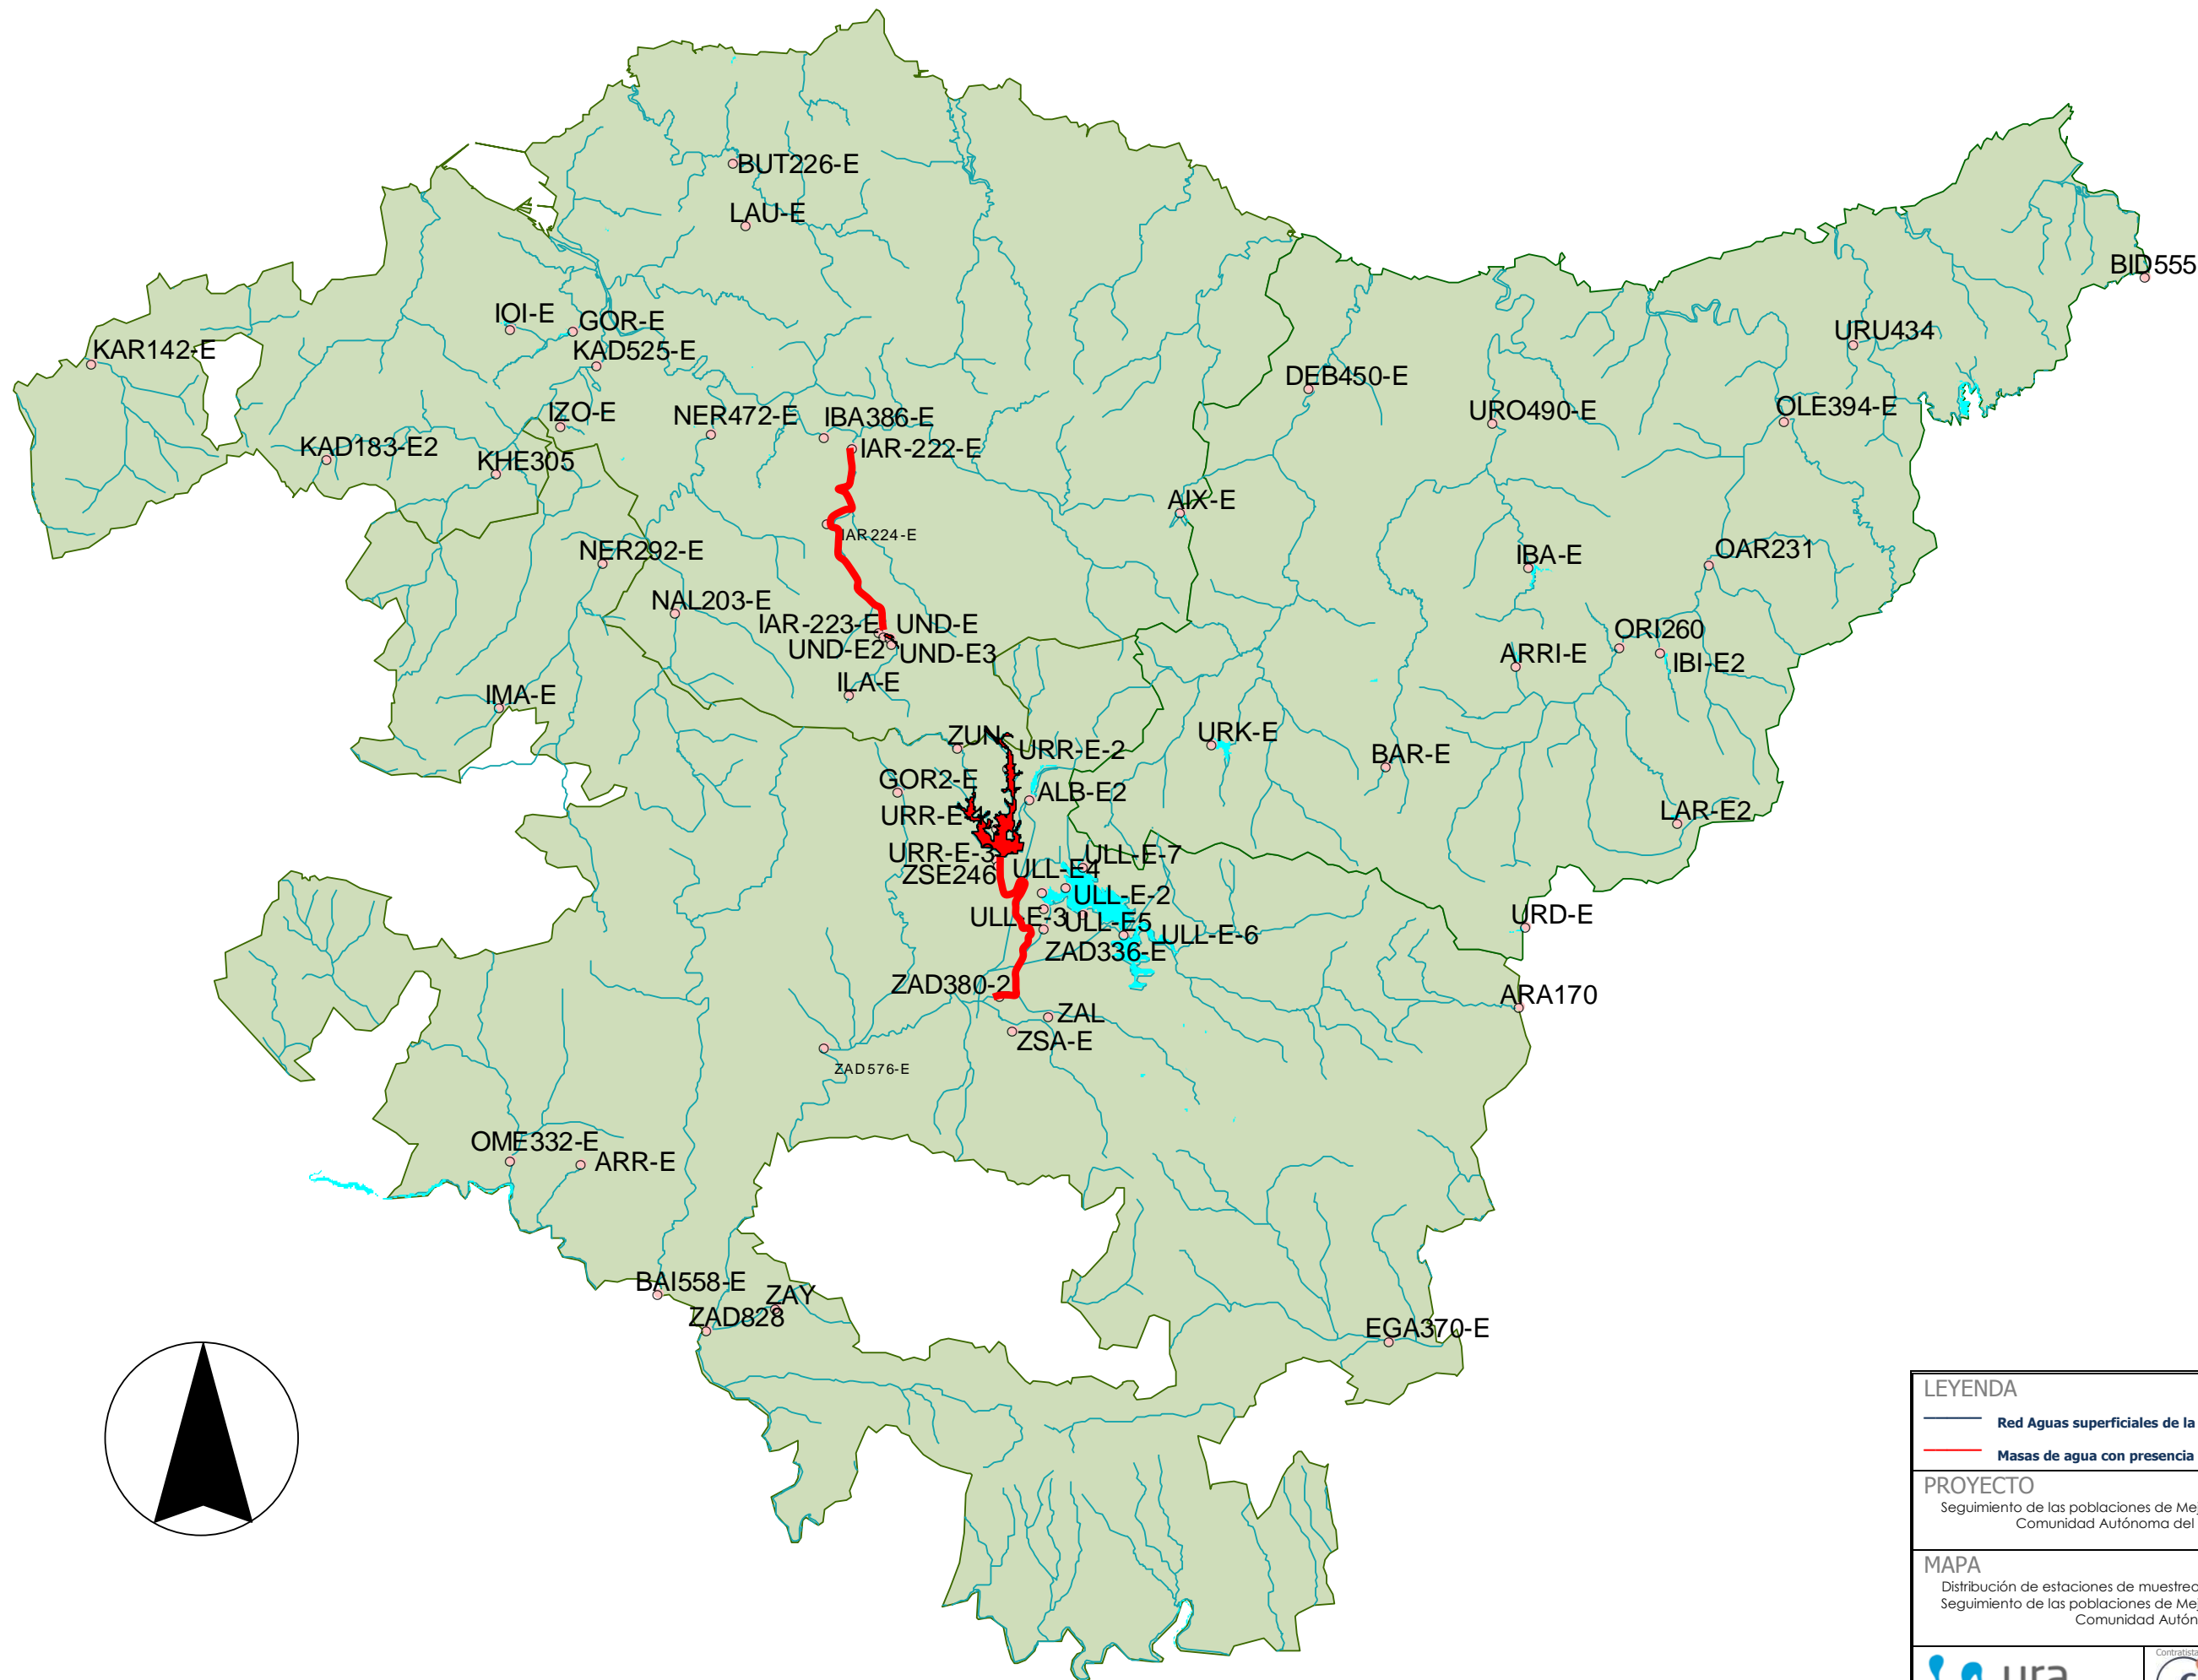 BUT226-E
LAU-E
BID555
IOI-E
GOR-E
URU434
KAR142-E
KAD525-E
DEB450-E
IZO-E
NER472-E
IBA386-E
URO490-E
OLE394-E
KAD183-E2
KHE305
IAR-222-E
AIX-E
IAR224-E
NER292-E
IBA-E
OAR231
NAL203-E
IAR-223-E
UND-E
ORI260
UND-E2
UND-E3
ARRI-E
IBI-E2
ILA-E
IMA-E
ZUN
URR-E-2
URK-E
BAR-E
GOR2-E
ALB-E2
URR-E-
LAR-E2
URR-E-3
ULL-E-7
ZSE246
ULL-E4
ULL-E-2
ULL-E-3
ULL-E5
URD-E
ULL-E-6
ZAD336-E
ZAD380-2
ARA170
ZAL
ZSA-E
ZAD576-E
OME332-E
ARR-E
BAI558-E
ZAY
ZAD828
EGA370-E
LEYENDA
Red Aguas superficiales de la
Masas de agua con presencia
PROYECTO
Seguimiento de las poblaciones de Me
Comunidad Autónoma del
MAPA
Distribución de estaciones de muestreo
Seguimiento de las poblaciones de Me
Comunidad Autón
Contratista
ura